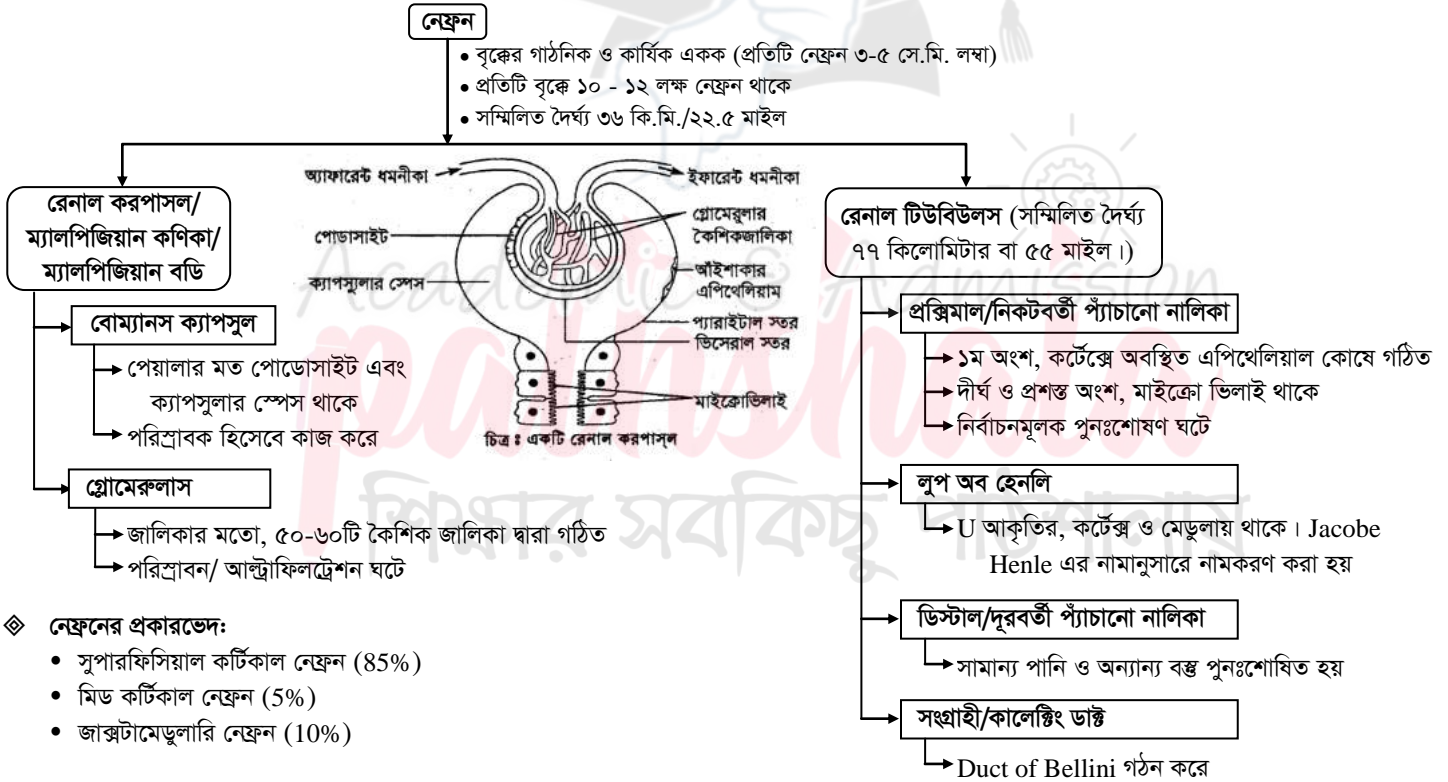 নেফ্রন
• বৃক্কের গাঠনিক ও কার্যিক একক (প্রতিটি নেফ্রন ৩-৫ সে.মি. লম্বা)
• প্রতিটি বৃক্কে ১০ - ১২ লক্ষ নেফ্রন থাকে
• সম্মিলিত দৈর্ঘ্য ৩৬ কি.মি./২২.৫ মাইল
রেনাল করপাসল/
ম্যালপিজিয়ান কণিকা/
ম্যালপিজিয়ান বডি
বোম্যানস ক্যাপসুল
পেয়ালার মত পোডোসাইট এবং
ক্যাপসুলার স্পেস থাকে
পরিস্রাবক হিসেবে কাজ করে
গ্লোমেরুলাস
জালিকার মতো, ৫০-৬০টি কৈশিক জালিকা দ্বারা গঠিত
পরিস্রাবন/ আল্ট্রাফিলট্রেশন ঘটে
অ্যাফারেন্ট ধমনীকা
ইফারেন্ট ধমনীকা
পোডাসাইট
গ্লোমেরুলার
কৈশিকজালিকা
ক্যাপস্যুলার স্পেস
আঁইশাকার
এপিথেলিয়াম
প্যারাইটাল স্তর
ভিসেরাল স্তর
মাইক্রোভিলাই
চিত্র ঃ একটি রেনাল করপাস্‌ল
রেনাল টিউবিউলস (সম্মিলিত দৈর্ঘ্য
৭৭ কিলোমিটার বা ৫৫ মাইল।)
প্রক্সিমাল/নিকটবর্তী প্যাঁচানো নালিকা
১ম অংশ, কর্টেক্সে অবস্থিত এপিথেলিয়াল কোষে গঠিত
দীর্ঘ ও প্রশস্ত অংশ, মাইক্রো ভিলাই থাকে
নির্বাচনমূলক পুনঃশোষণ ঘটে
লুপ অব হেনলি
U আকৃতির, কর্টেক্স ও মেডুলায় থাকে। Jacobe
Henle এর নামানুসারে নামকরণ করা হয়
ডিস্টাল/দূরবর্তী প্যাঁচানো নালিকা
সামান্য পানি ও অন্যান্য বস্তু পুনঃশোষিত হয়
সংগ্রাহী/কালেক্টিং ডাক্ট
Duct of Bellini গঠন করে
❖ নেফ্রনের প্রকারভেদ:
• সুপারফিসিয়াল কর্টিকাল নেফ্রন (85%)
• মিড কর্টিকাল নেফ্রন (5%)
• জাক্সটামেডুলারি নেফ্রন (10%)
Academic & Admission
pathshala
শিক্ষার সবকিছু পাঠশালায়